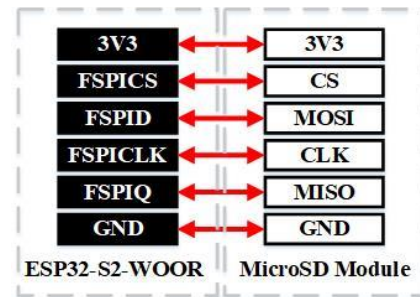 3V3 3V3
FSPICS CS
FSPID MOSI
FSPICLK CLK
FSPIQ MISO
GND GND
ESP32-S2-WOOR MicroSD Module